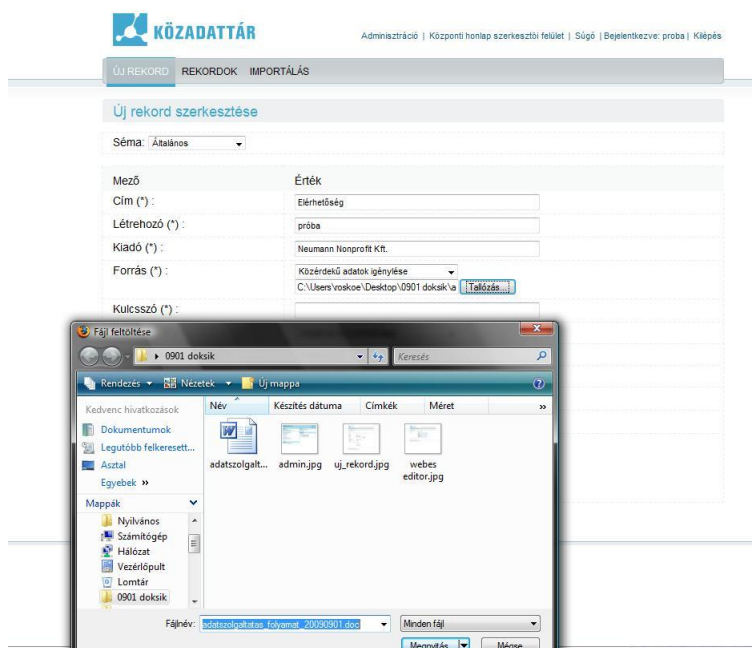 KÖZADATTÁR
Adminisztráció | Központi honlap szerkesztői felület | Súgó | Bejelentkezve: proba | Kilépés
ÚJ REKORD REKORDOK IMPORTÁLÁS
Új rekord szerkesztése
Séma: Általános
Mező Érték
Cím (*) : Elérhetőség
Létrehozó (*) : próba
Kiadó (*) : Neumann Nonprofit Kft.
Forrás (*) : Közérdekű adatok igénylése
C:\Users\roskoe\Desktop\0901 doksik\a Tallózás...
Kulcsszó (*) :
Fájl feltöltése
0901 doksik Keresés
Rendezés Nézetek Új mappa
Kedvenc hivatkozások Név Készítés dátuma Címkék Méret
Dokumentumok
Legutóbb felkeresett...
Asztal
Egyebek
adatszolgalt... admin.jpg uj_rekord.jpg webes
editor.jpg
Mappák
Nyilvános
Számítógép
Hálózat
Vezérlőpult
Lomtár
0901 doksik
Fájlnév: adatszolgaltatas_folyamat_20090901.doc Minden fájl
Megnyitás Mégse